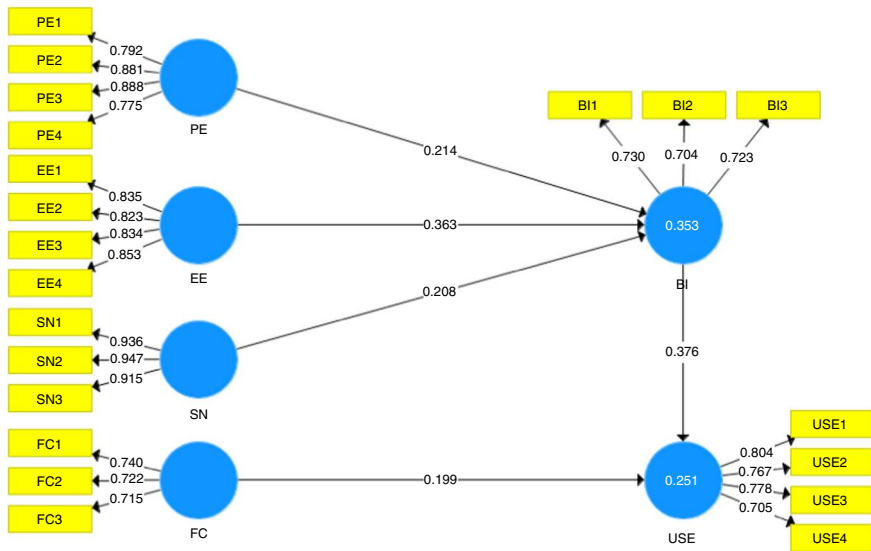 PE1
PE2
PE3
PE4
0.792
0.881
0.888
0.775
PE
EE1
EE2
EE3
EE4
0.835
0.823
0.834
0.853
EE
SN1
SN2
SN3
0.936
0.947
0.915
SN
FC1
FC2
FC3
0.740
0.722
0.715
FC
0.214
0.363
0.208
0.199
BI1
BI2
BI3
0.730
0.704
0.723
0.353
BI
0.376
0.251
USE
0.804
0.767
0.778
0.705
USE1
USE2
USE3
USE4